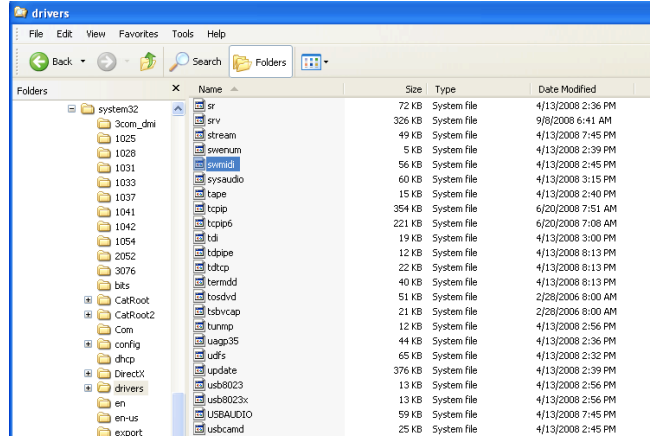 drivers
File Edit View Favorites Tools Help
Back Search Folders
Folders × Name Size Type Date Modified
system32 sr 72 KB System file 4/13/2008 2:36 PM
3com_dmi srv 326 KB System file 9/8/2008 6:41 AM
1025 stream 49 KB System file 4/13/2008 7:45 PM
1028 swenum 5 KB System file 4/13/2008 2:39 PM
1031 swmidi 56 KB System file 4/13/2008 2:45 PM
1033 sysaudio 60 KB System file 4/13/2008 3:15 PM
1037 tape 15 KB System file 4/13/2008 2:40 PM
1041 tcpip 354 KB System file 6/20/2008 7:51 AM
1042 tcpip6 221 KB System file 6/20/2008 7:08 AM
1054 tdi 19 KB System file 4/13/2008 3:00 PM
2052 tdpipe 12 KB System file 4/13/2008 8:13 PM
3076 tdtcp 22 KB System file 4/13/2008 8:13 PM
bits termdd 40 KB System file 4/13/2008 8:13 PM
CatRoot tosdvd 51 KB System file 2/28/2006 8:00 AM
CatRoot2 tsbvcap 21 KB System file 2/28/2006 8:00 AM
Com tunmp 12 KB System file 4/13/2008 2:56 PM
config uagp35 44 KB System file 4/13/2008 2:36 PM
dhcp udfs 65 KB System file 4/13/2008 2:32 PM
DirectX update 376 KB System file 4/13/2008 2:39 PM
drivers usb8023 13 KB System file 4/13/2008 2:56 PM
en usb8023x 13 KB System file 4/13/2008 2:56 PM
en-us USBAUDIO 59 KB System file 4/13/2008 7:45 PM
export usbcamd 25 KB System file 4/13/2008 2:45 PM